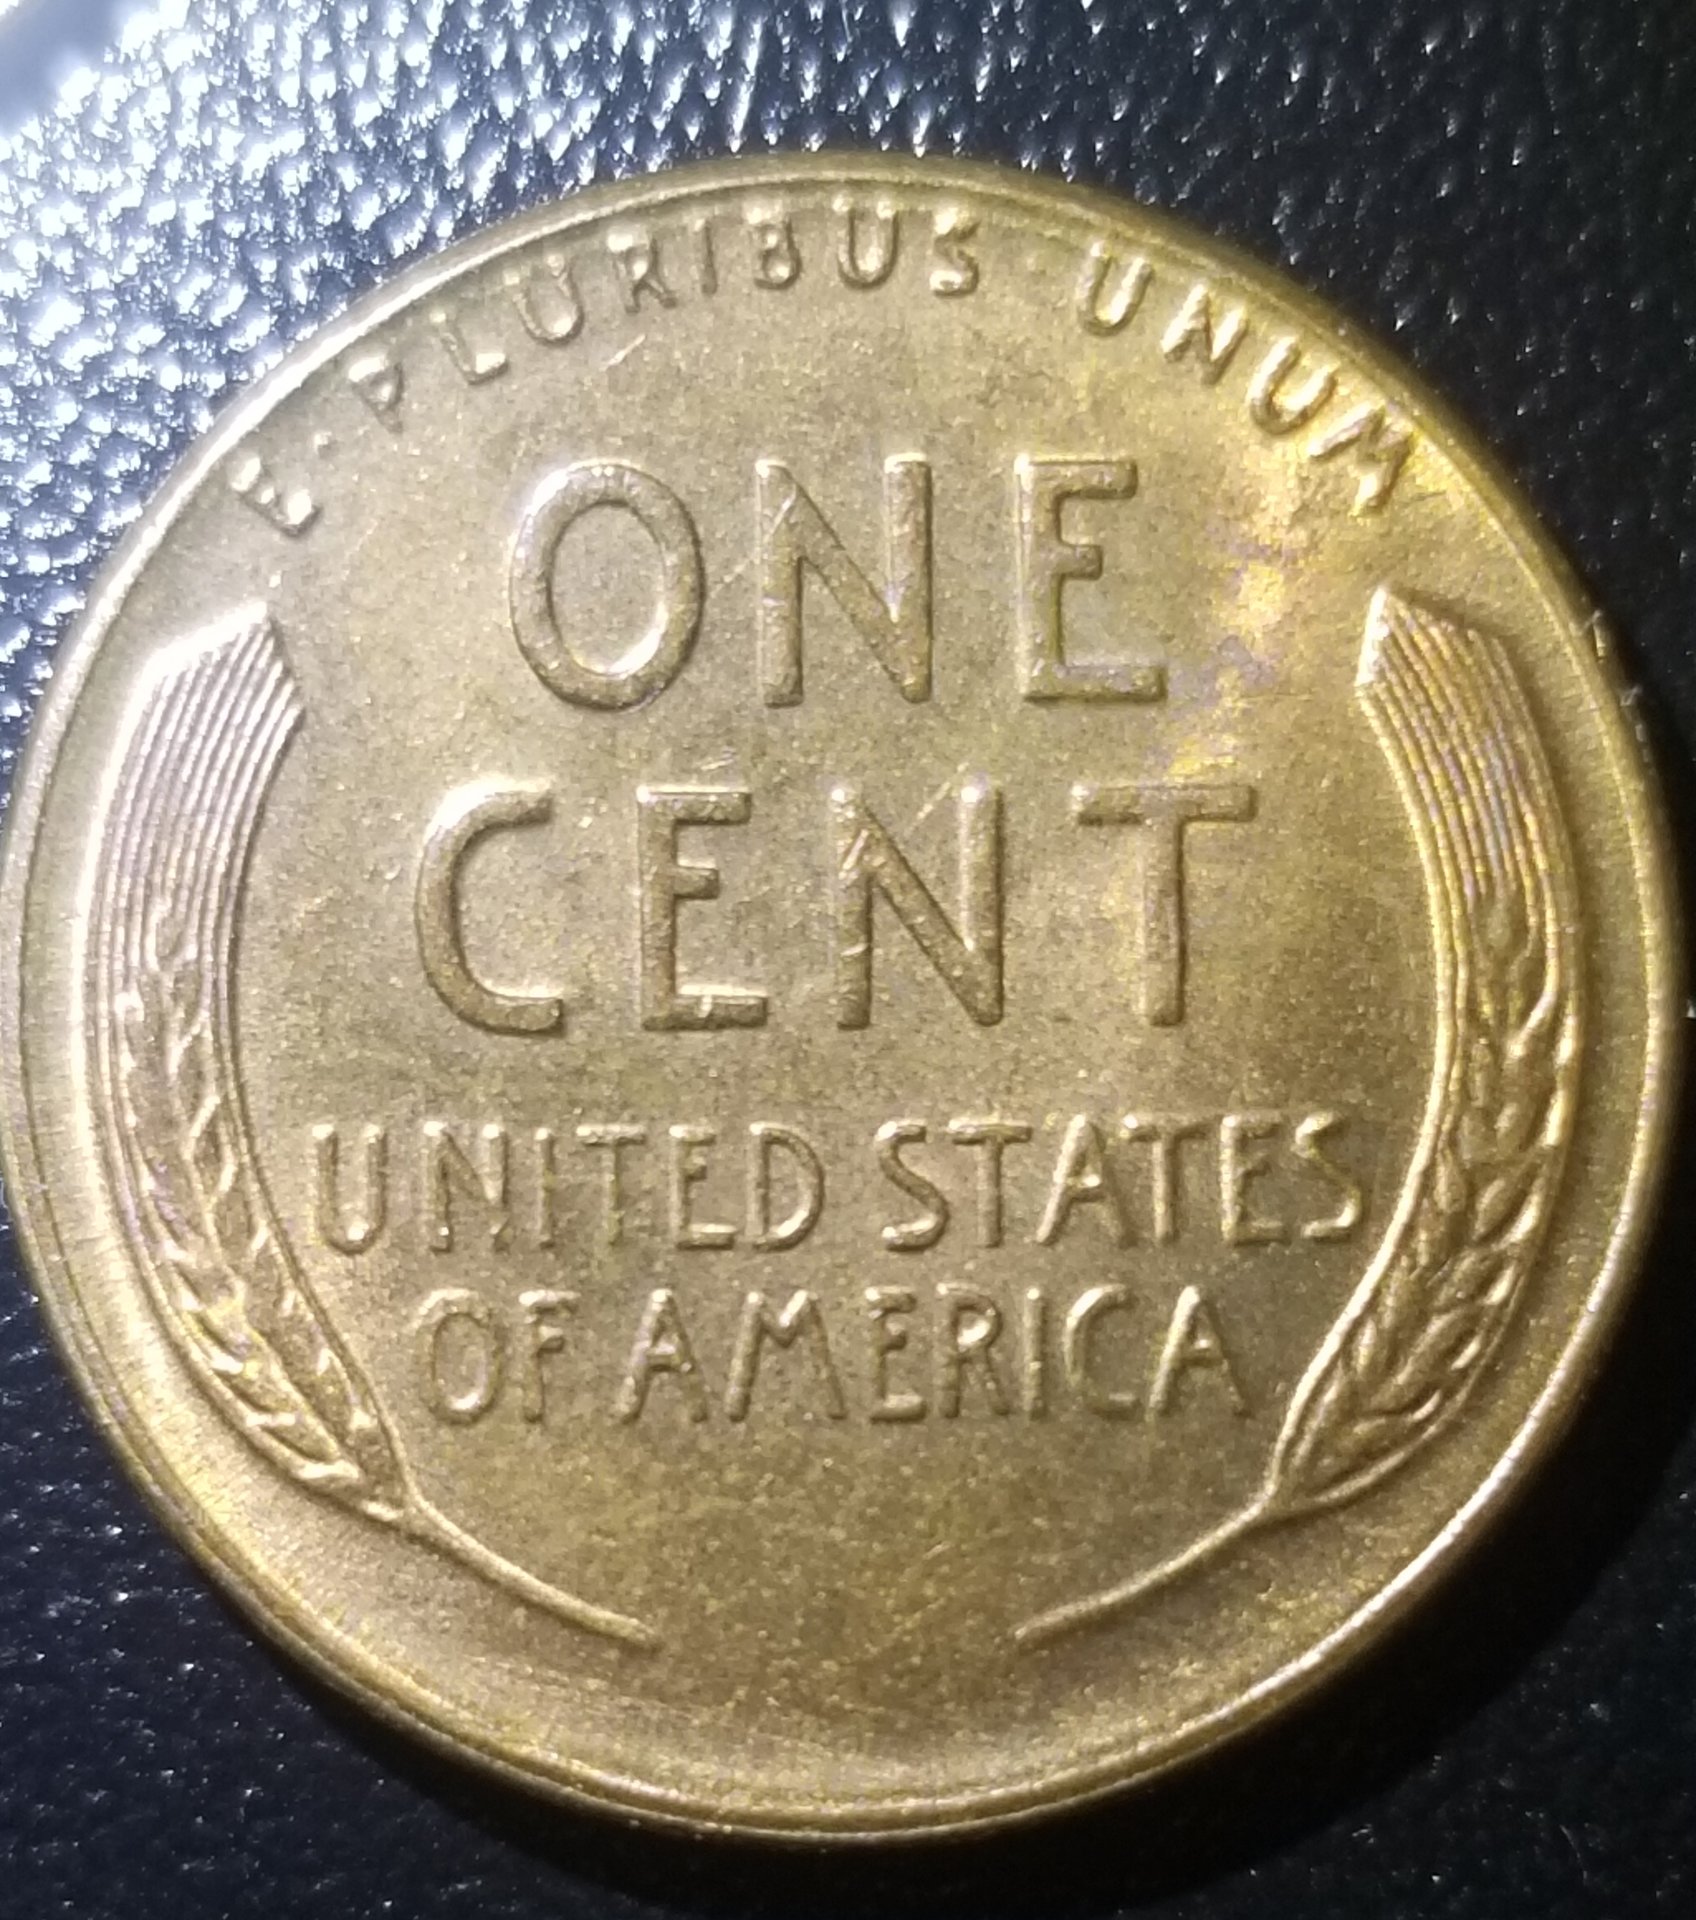 E · PLURIBUS · UNUM
ONE
CENT
UNITED STATES
OF AMERICA